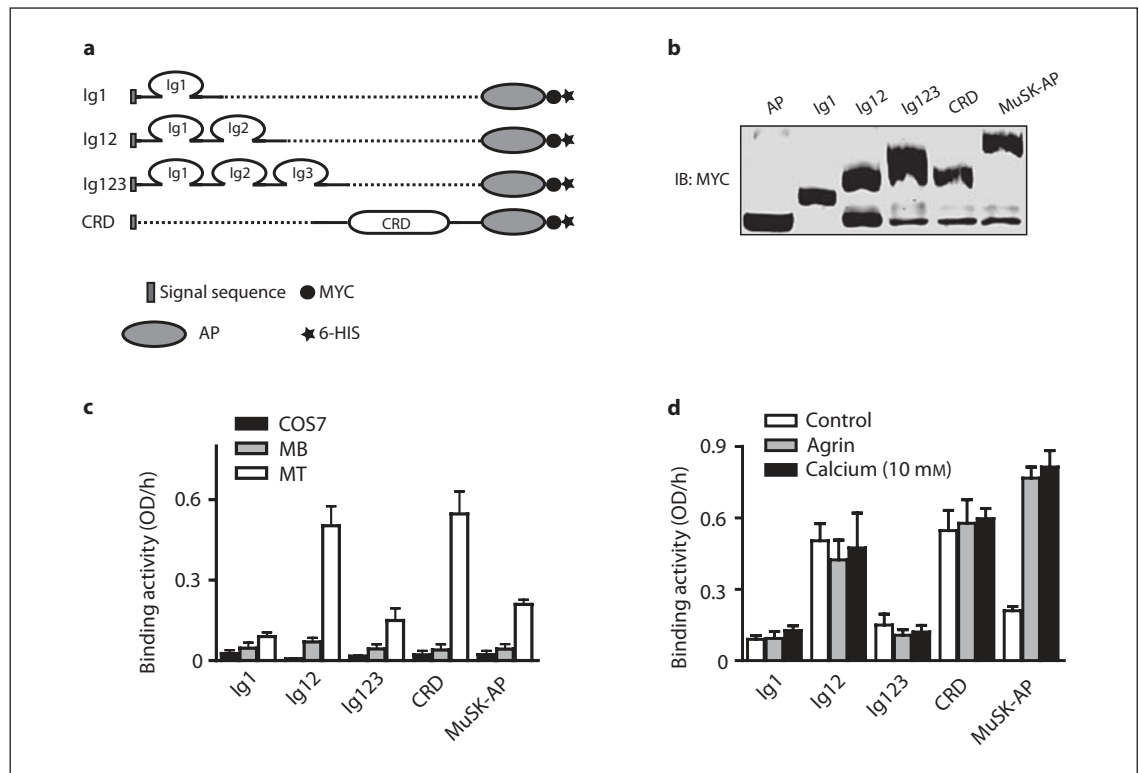 a
Ig1
Ig1
Ig12
Ig1 Ig2
Ig123
Ig1 Ig2 Ig3
CRD
CRD
Signal sequence
MYC
AP
6-HIS
b
AP Ig1 Ig12 Ig123 CRD MuSK-AP
IB: MYC
c
COS7
MB
MT
Binding activity (OD/h)
0.6
0.3
0
Ig1 Ig12 Ig123 CRD MuSK-AP
d
Control
Agrin
Calcium (10 mM)
Binding activity (OD/h)
0.9
0.6
0.3
0
Ig1 Ig12 Ig123 CRD MuSK-AP